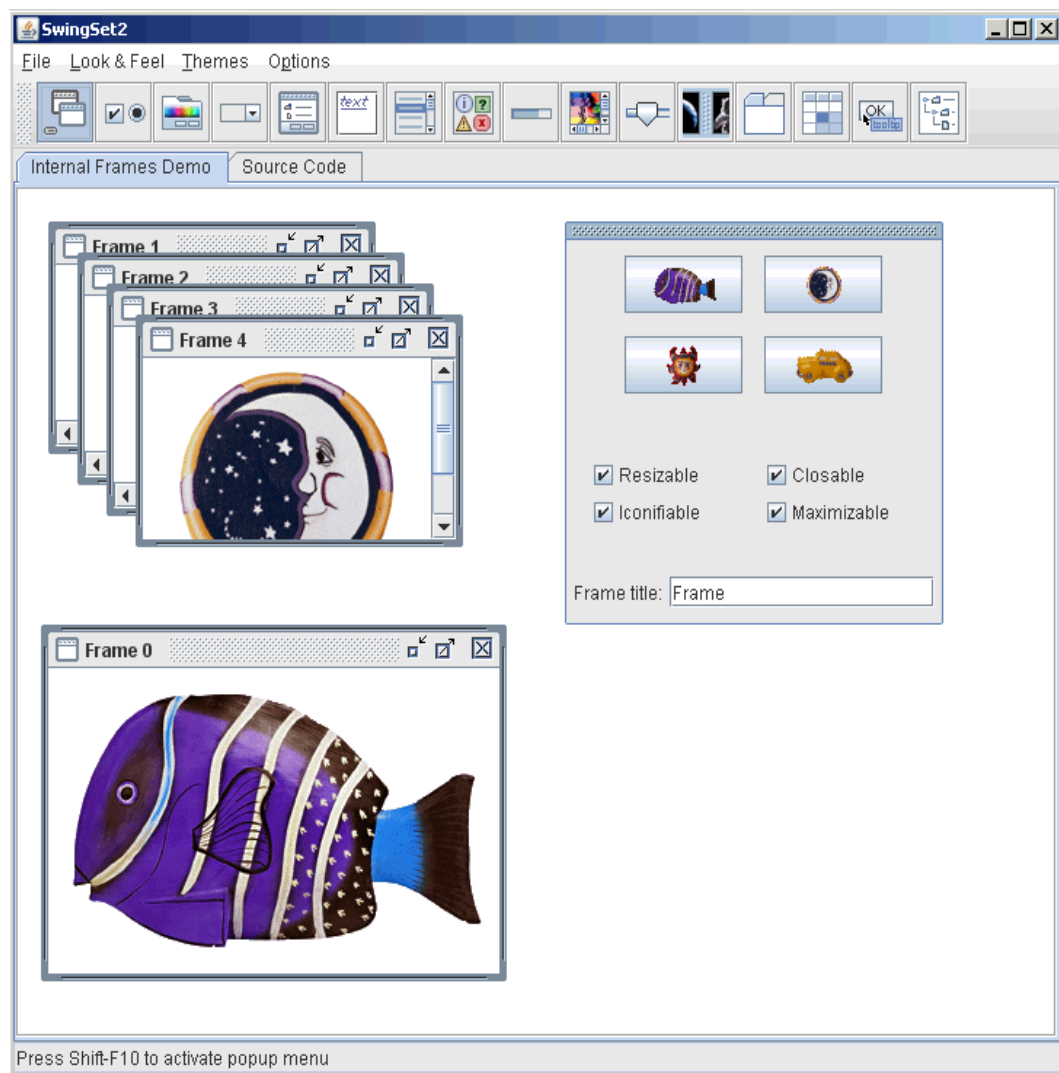 SwingSet2
File Look & Feel Themes Options
text
OK
tooltip
Internal Frames Demo Source Code
Frame 1
Frame 2
Frame 3
Frame 4
Resizable Closable
Iconifiable Maximizable
Frame title: Frame
Frame 0
Press Shift-F10 to activate popup menu